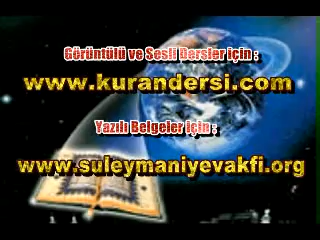 Görüntülü ve Sesli Dersler için :
www.kurandersi.com
Yazılı Belgeler için :
www.suleymaniyevakfi.org